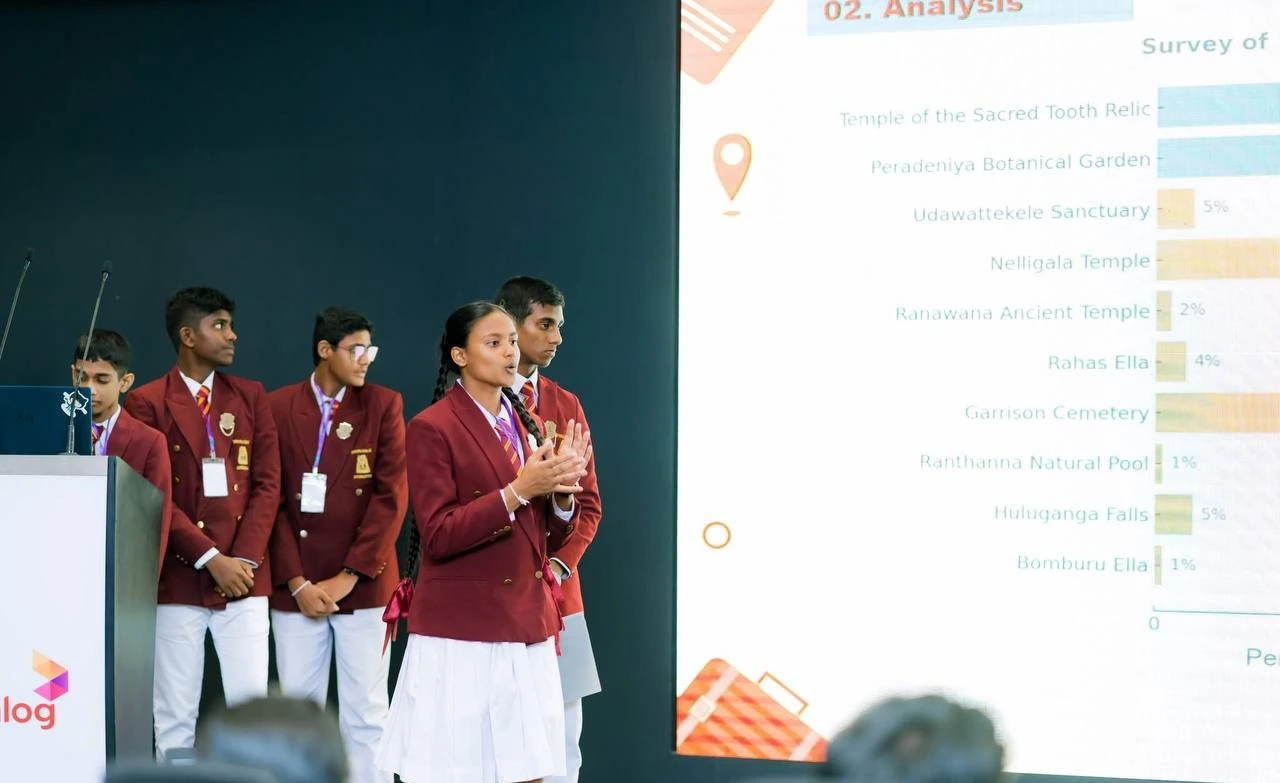 02. Analysis
Survey of
Temple of the Sacred Tooth Relic
Peradeniya Botanical Garden
Udawattekele Sanctuary 5%
Nelligala Temple
Ranawana Ancient Temple 2%
Rahas Ella 4%
Garrison Cemetery
Ranthanna Natural Pool 1%
Huluganga Falls 5%
Bomburu Ella 1%
0
Pe
log